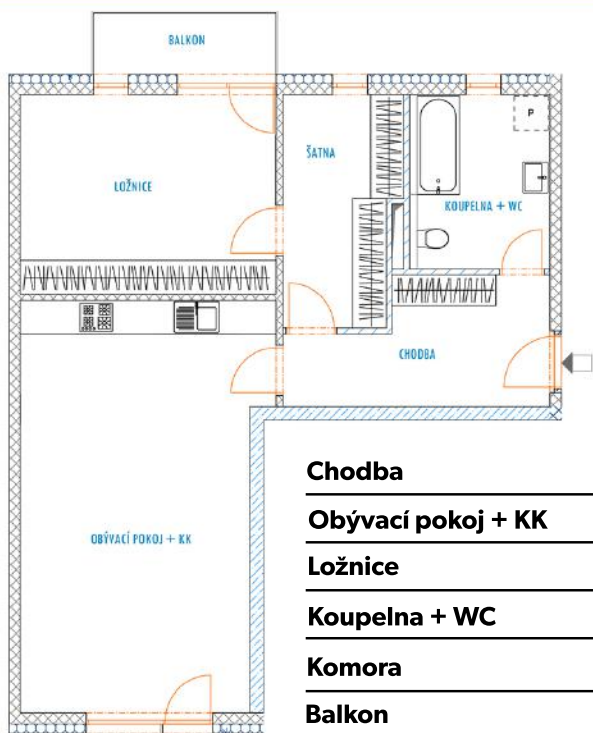 BALKON
ŠATNA
P
LOŽNICE
KOUPELNA + WC
CHODBA
OBÝVACÍ POKOJ + KK
Chodba
Obývací pokoj + KK
Ložnice
Koupelna + WC
Komora
Balkon